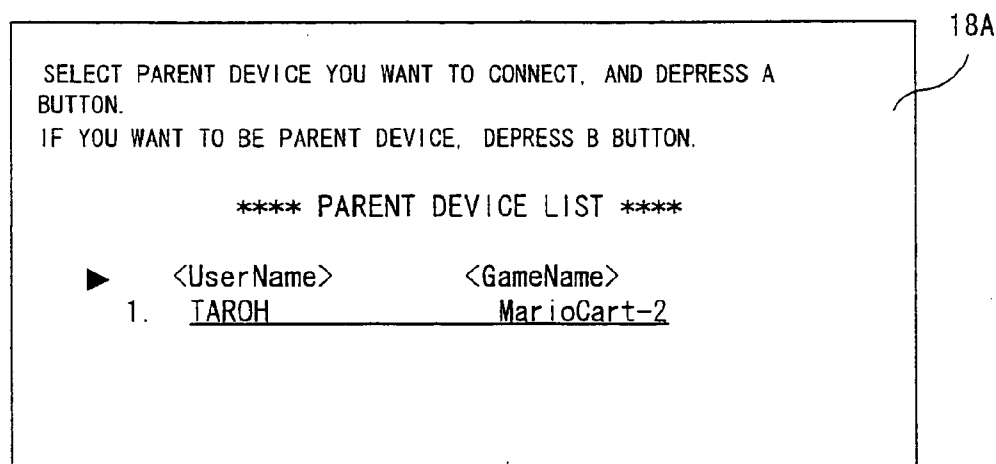 18A
SELECT PARENT DEVICE YOU WANT TO CONNECT, AND DEPRESS A
BUTTON.
IF YOU WANT TO BE PARENT DEVICE, DEPRESS B BUTTON.
**** PARENT DEVICE LIST ****
► <UserName> <GameName>
1. TAROH MarioCart-2